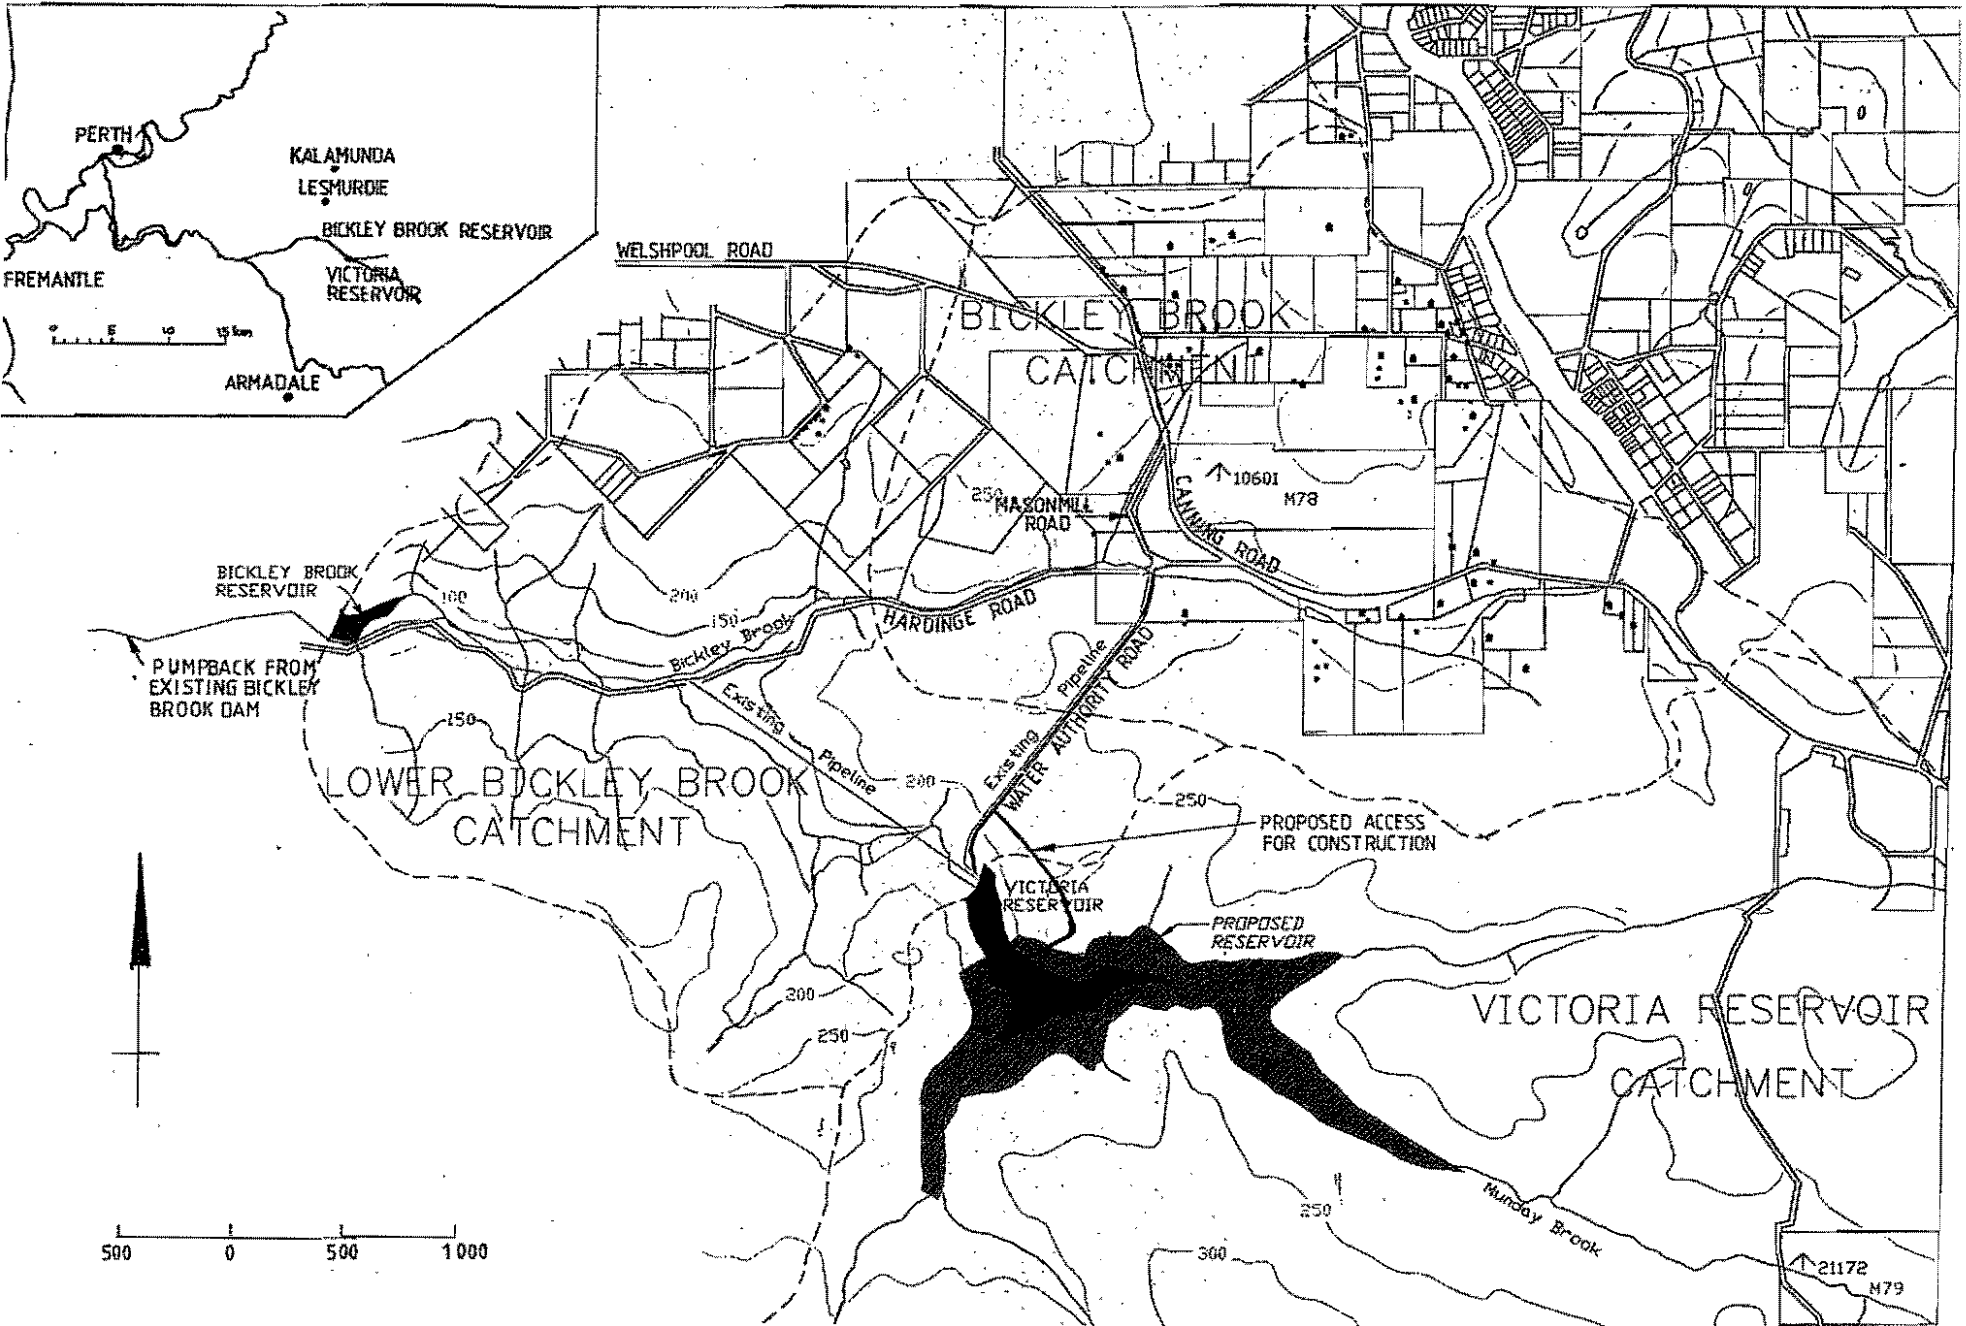 PERTH
KALAMUNDA
LESMURDIE
BICKLEY BROOK RESERVOIR
FREMANTLE
VICTORIA
RESERVOIR
0 5 10 15 km
ARMADALE
WELSHPOOL ROAD
BICKLEY BROOK
CATCHMENT
250
MASONMILL
ROAD
CANNING ROAD
10601
M78
BICKLEY BROOK
RESERVOIR
100
200
150
Bickley Brook
HARDINGE ROAD
PUMPBACK FROM
EXISTING BICKLEY
BROOK DAM
150
Existing Pipeline
Existing Pipeline
WATER AUTHORITY ROAD
LOWER BICKLEY BROOK
CATCHMENT
200
250
PROPOSED ACCESS
FOR CONSTRUCTION
VICTORIA
RESERVOIR
PROPOSED
RESERVOIR
200
250
VICTORIA RESERVOIR
CATCHMENT
250
300
Munday Brook
21172
M79
500 0 500 1000